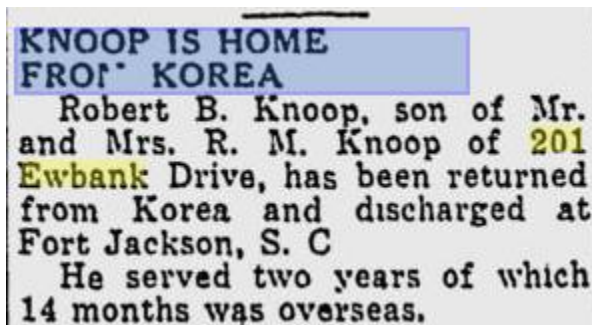 KNOOP IS HOME
FROM KOREA
Robert B. Knoop, son of Mr.
and Mrs. R. M. Knoop of 201
Ewbank Drive, has been returned
from Korea and discharged at
Fort Jackson, S. C
He served two years of which
14 months was overseas.